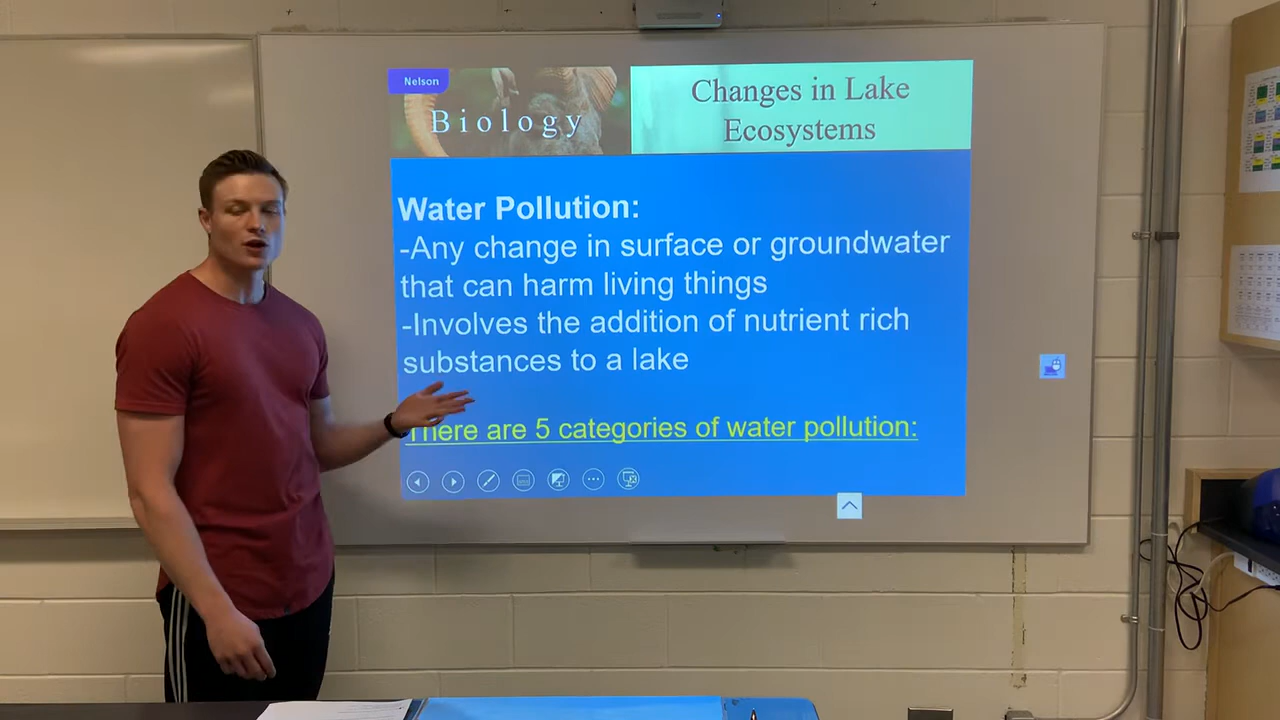 Nelson
Biology
Changes in Lake
Ecosystems
Water Pollution:
-Any change in surface or groundwater
that can harm living things
-Involves the addition of nutrient rich
substances to a lake
There are 5 categories of water pollution: